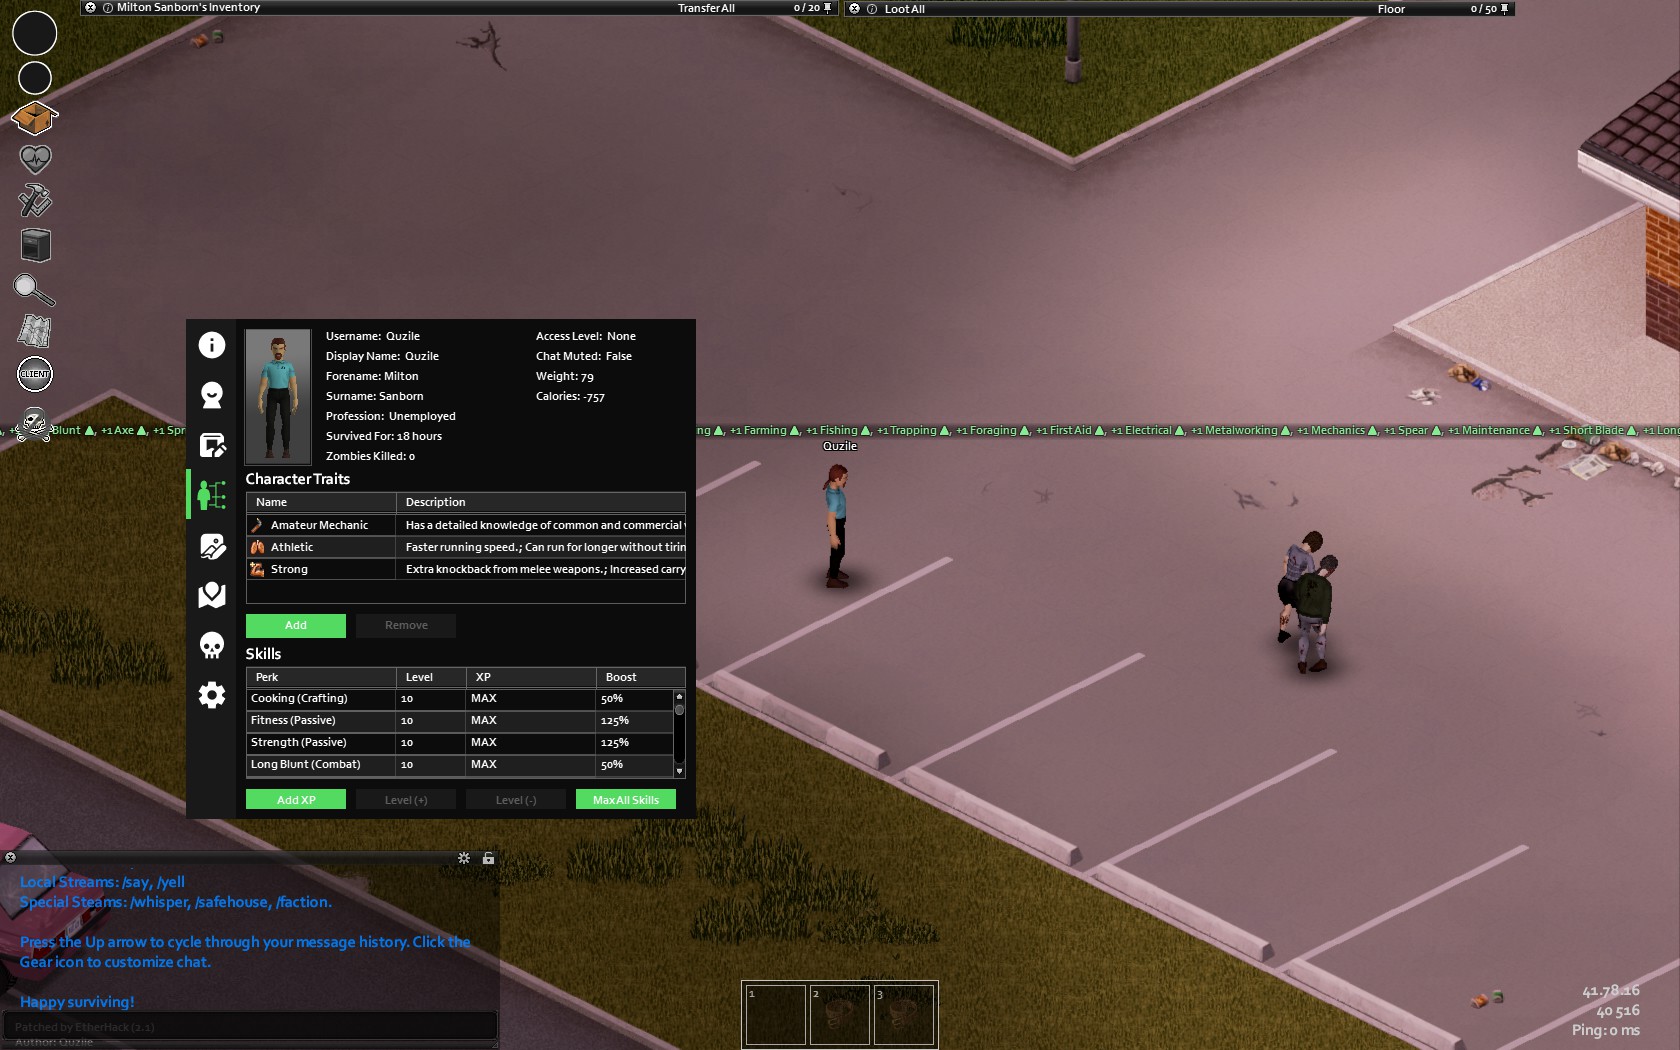 Milton Sanborn's Inventory
Transfer All
0 / 20
Loot All
Floor
0 / 50
CLIENT
Username: Quzile
Display Name: Quzile
Forename: Milton
Surname: Sanborn
Profession: Unemployed
Survived For: 18 hours
Zombies Killed: 0
Access Level: None
Chat Muted: False
Weight: 79
Calories: -757
Blunt ▲, +1 Axe ▲, +1 Spr
ng ▲, +1 Farming ▲, +1 Fishing ▲, +1 Trapping ▲, +1 Foraging ▲, +1 First Aid ▲, +1 Electrical ▲, +1 Metalworking ▲, +1 Mechanics ▲, +1 Spear ▲, +1 Maintenance ▲, +1 Short Blade ▲, +1 Long
Quzile
Character Traits
Name Description
Amateur Mechanic Has a detailed knowledge of common and commercial
Athletic Faster running speed.; Can run for longer without tirin
Strong Extra knockback from melee weapons.; Increased carry
Add
Remove
Skills
Perk Level XP Boost
Cooking (Crafting) 10 MAX 50%
Fitness (Passive) 10 MAX 125%
Strength (Passive) 10 MAX 125%
Long Blunt (Combat) 10 MAX 50%
Add XP
Level (+)
Level (-)
Max All Skills
Local Streams: /say, /yell
Special Steams: /whisper, /safehouse, /faction.
Press the Up arrow to cycle through your message history. Click the
Gear icon to customize chat.
Happy surviving!
Patched by EtherHack (2.1)
Author: Quzile
1
2
3
41.78.16
40 516
Ping: 0 ms